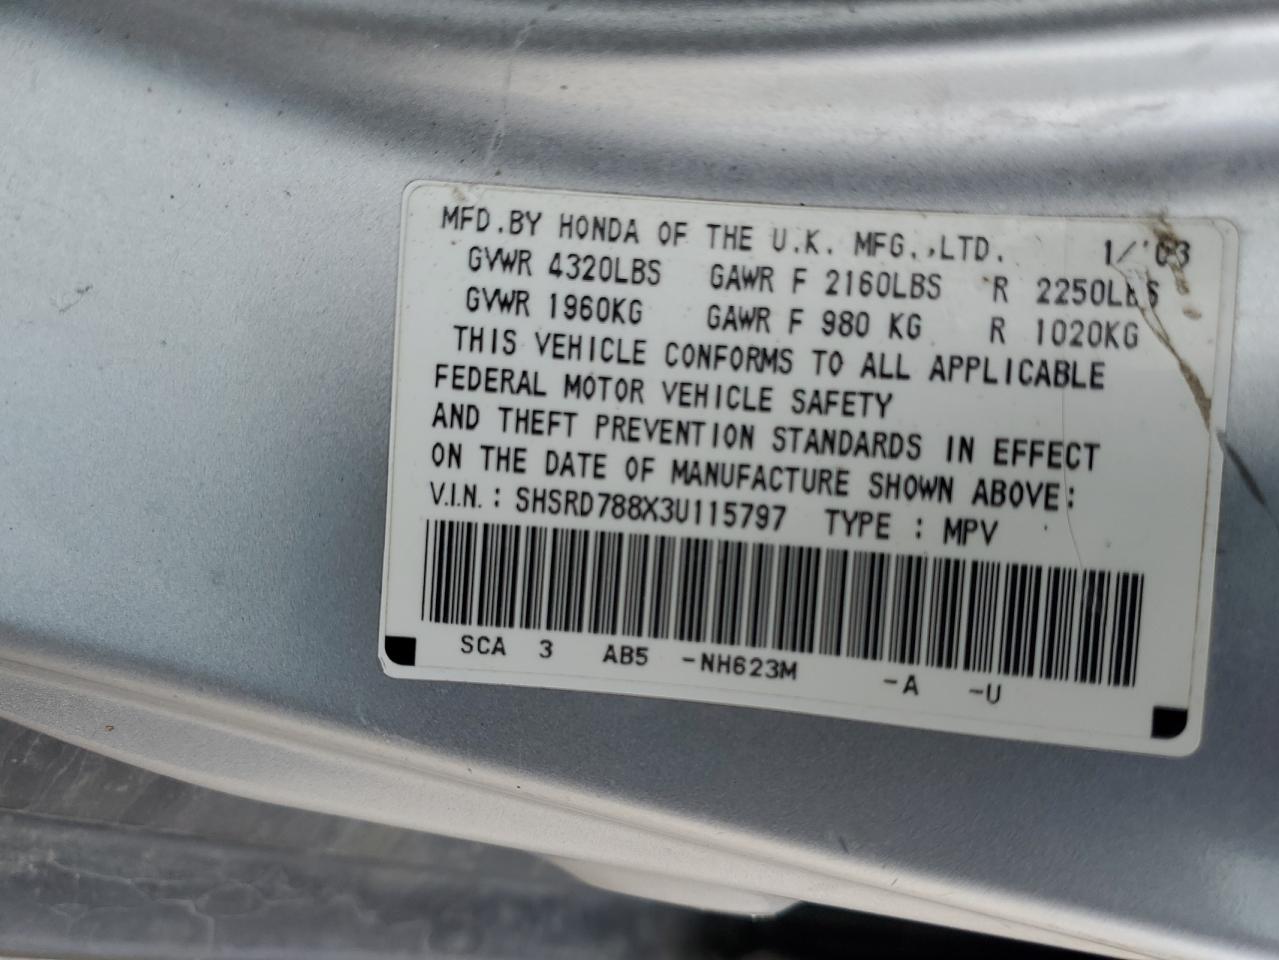 MFD.BY HONDA OF THE U.K. MFG.,LTD. 1/'03
GVWR 4320LBS GAWR F 2160LBS R 2250LBS
GVWR 1960KG GAWR F 980 KG R 1020KG
THIS VEHICLE CONFORMS TO ALL APPLICABLE
FEDERAL MOTOR VEHICLE SAFETY
AND THEFT PREVENTION STANDARDS IN EFFECT
ON THE DATE OF MANUFACTURE SHOWN ABOVE:
V.I.N.: SHSRD788X3U115797 TYPE : MPV
SCA 3 AB5 -NH623M -A -U